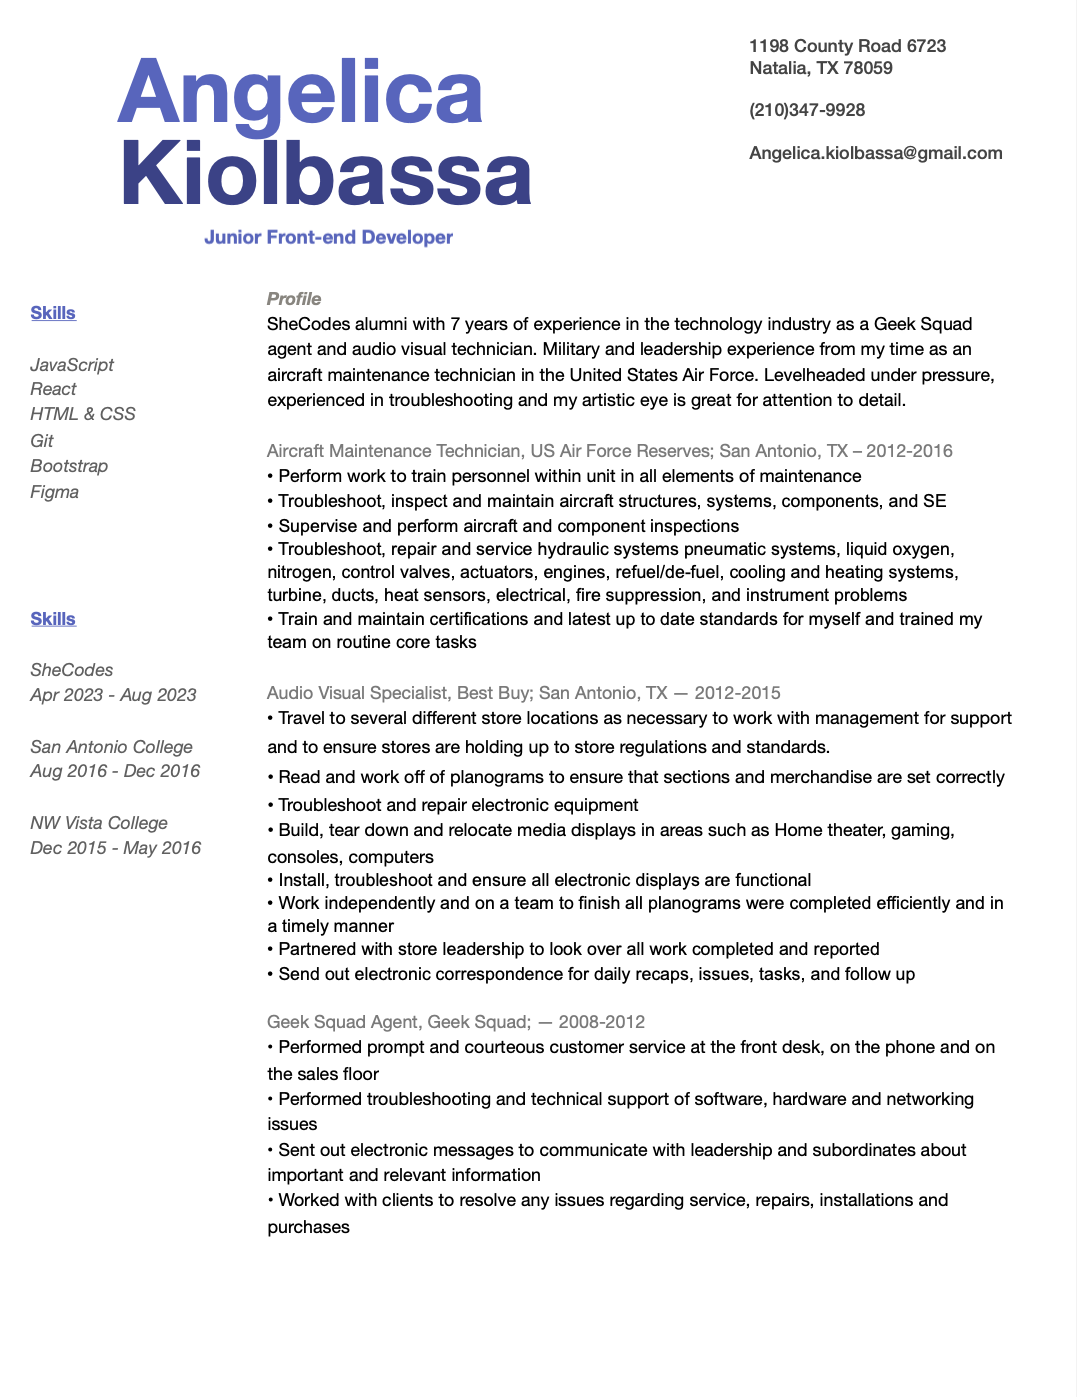 Angelica
Kiolbassa
Junior Front-end Developer
1198 County Road 6723
Natalia, TX 78059
(210)347-9928
Angelica.kiolbassa@gmail.com
Skills
JavaScript
React
HTML & CSS
Git
Bootstrap
Figma
Skills
SheCodes
Apr 2023 - Aug 2023
San Antonio College
Aug 2016 - Dec 2016
NW Vista College
Dec 2015 - May 2016
Profile
SheCodes alumni with 7 years of experience in the technology industry as a Geek Squad
agent and audio visual technician. Military and leadership experience from my time as an
aircraft maintenance technician in the United States Air Force. Levelheaded under pressure,
experienced in troubleshooting and my artistic eye is great for attention to detail.
Aircraft Maintenance Technician, US Air Force Reserves; San Antonio, TX – 2012-2016
• Perform work to train personnel within unit in all elements of maintenance
• Troubleshoot, inspect and maintain aircraft structures, systems, components, and SE
• Supervise and perform aircraft and component inspections
• Troubleshoot, repair and service hydraulic systems pneumatic systems, liquid oxygen,
nitrogen, control valves, actuators, engines, refuel/de-fuel, cooling and heating systems,
turbine, ducts, heat sensors, electrical, fire suppression, and instrument problems
• Train and maintain certifications and latest up to date standards for myself and trained my
team on routine core tasks
Audio Visual Specialist, Best Buy; San Antonio, TX — 2012-2015
• Travel to several different store locations as necessary to work with management for support
and to ensure stores are holding up to store regulations and standards.
• Read and work off of planograms to ensure that sections and merchandise are set correctly
• Troubleshoot and repair electronic equipment
• Build, tear down and relocate media displays in areas such as Home theater, gaming,
consoles, computers
• Install, troubleshoot and ensure all electronic displays are functional
• Work independently and on a team to finish all planograms were completed efficiently and in
a timely manner
• Partnered with store leadership to look over all work completed and reported
• Send out electronic correspondence for daily recaps, issues, tasks, and follow up
Geek Squad Agent, Geek Squad; — 2008-2012
• Performed prompt and courteous customer service at the front desk, on the phone and on
the sales floor
• Performed troubleshooting and technical support of software, hardware and networking
issues
• Sent out electronic messages to communicate with leadership and subordinates about
important and relevant information
• Worked with clients to resolve any issues regarding service, repairs, installations and
purchases